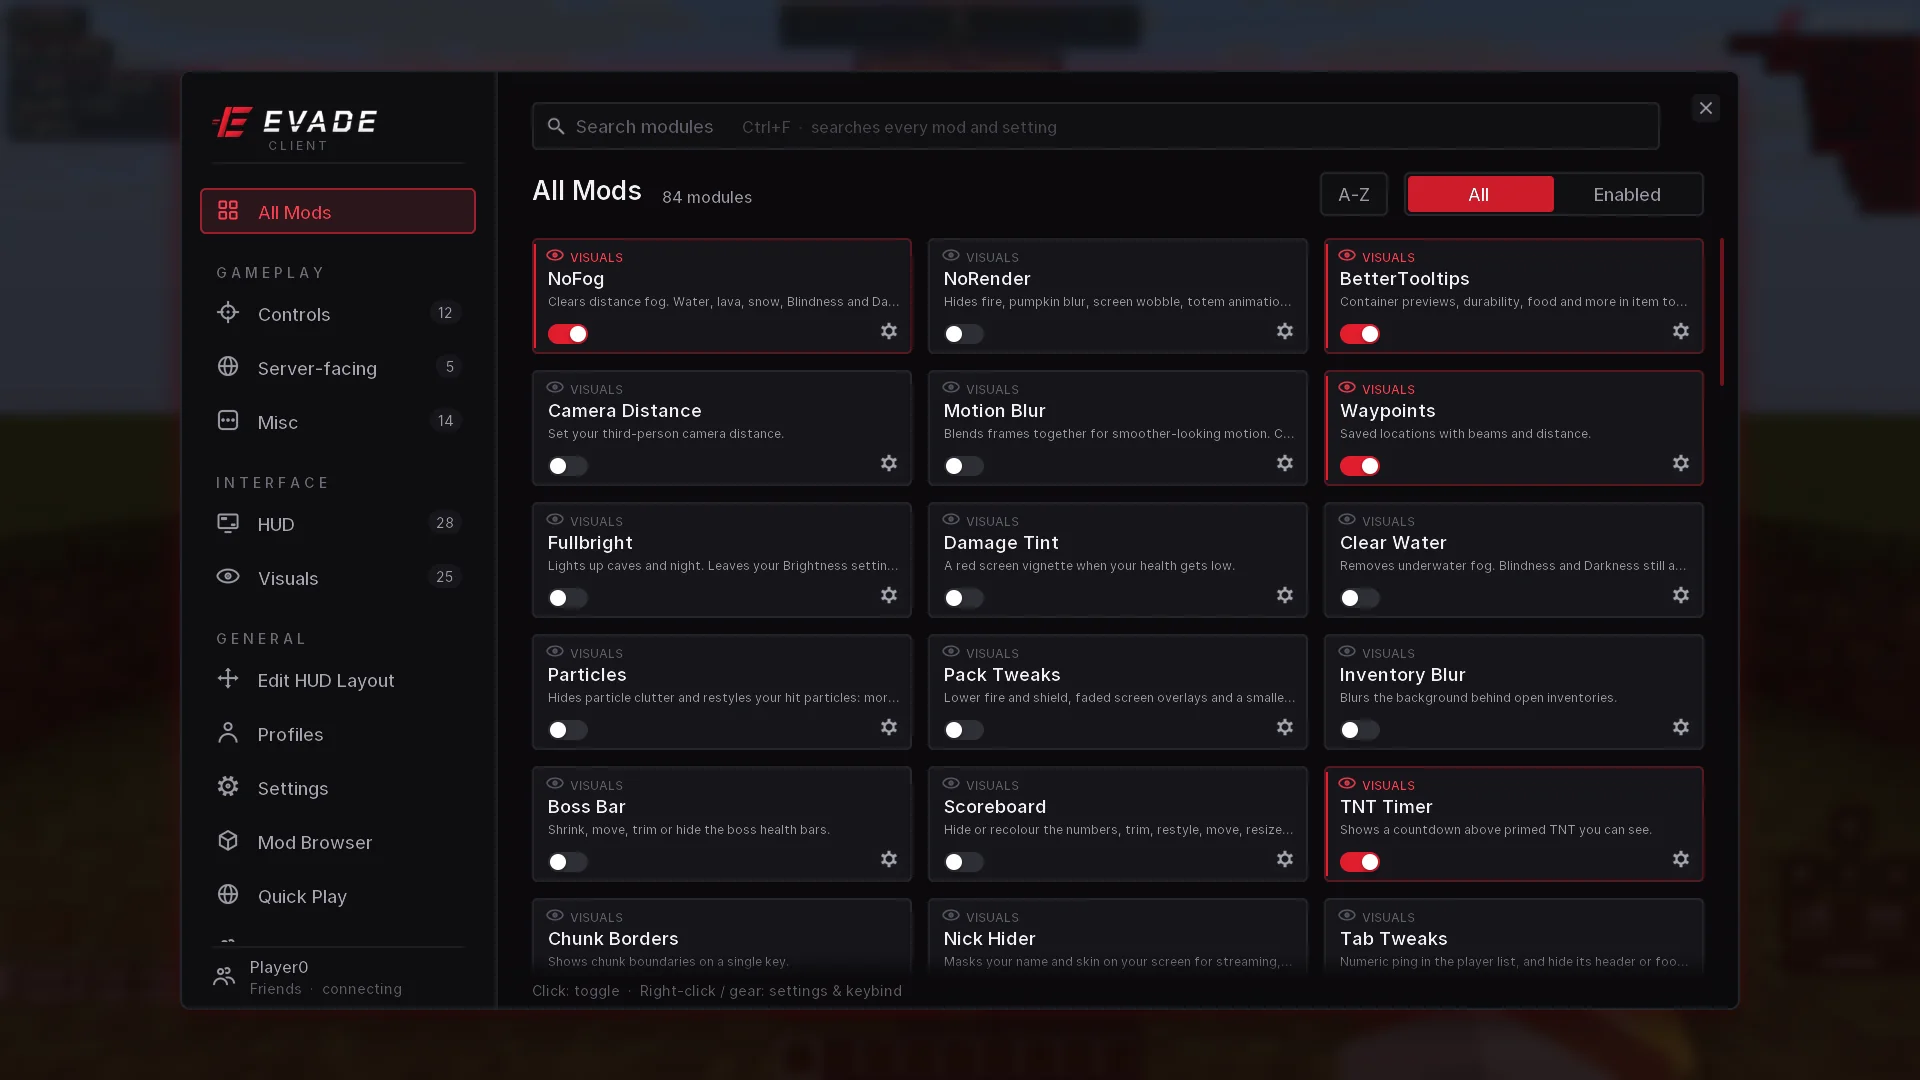 EVADE
CLIENT
All Mods
GAMEPLAY
Controls 12
Server-facing 5
Misc 14
INTERFACE
HUD 28
Visuals 25
GENERAL
Edit HUD Layout
Profiles
Settings
Mod Browser
Quick Play
Player0
Friends · connecting
Search modules Ctrl+F · searches every mod and setting
All Mods 84 modules
A-Z All Enabled
VISUALS
NoFog
Clears distance fog. Water, lava, snow, Blindness and Da...
VISUALS
NoRender
Hides fire, pumpkin blur, screen wobble, totem animatio...
VISUALS
BetterTooltips
Container previews, durability, food and more in item to...
VISUALS
Camera Distance
Set your third-person camera distance.
VISUALS
Motion Blur
Blends frames together for smoother-looking motion. C...
VISUALS
Waypoints
Saved locations with beams and distance.
VISUALS
Fullbright
Lights up caves and night. Leaves your Brightness settin...
VISUALS
Damage Tint
A red screen vignette when your health gets low.
VISUALS
Clear Water
Removes underwater fog. Blindness and Darkness still a...
VISUALS
Particles
Hides particle clutter and restyles your hit particles: mor...
VISUALS
Pack Tweaks
Lower fire and shield, faded screen overlays and a smalle...
VISUALS
Inventory Blur
Blurs the background behind open inventories.
VISUALS
Boss Bar
Shrink, move, trim or hide the boss health bars.
VISUALS
Scoreboard
Hide or recolour the numbers, trim, restyle, move, resize...
VISUALS
TNT Timer
Shows a countdown above primed TNT you can see.
VISUALS
Chunk Borders
Shows chunk boundaries on a single key.
VISUALS
Nick Hider
Masks your name and skin on your screen for streaming,...
VISUALS
Tab Tweaks
Numeric ping in the player list, and hide its header or foo...
Click: toggle · Right-click / gear: settings & keybind